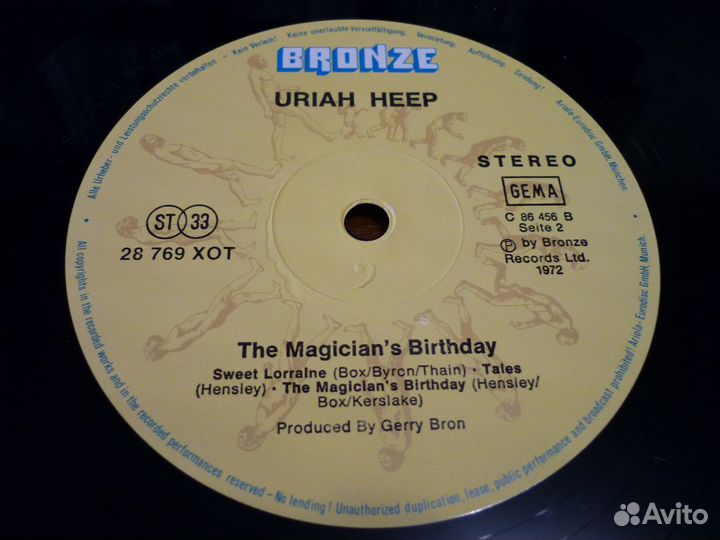 Alle Urheber- und Leistungsschutzrechte vorbehalten – Kein Verleih! · Keine unerlaubte Vervielfältigung, Vermietung, Aufführung, Sendung! Ariola-Eurodisc GmbH, München.
BRONZE
URIAH HEEP
STEREO
GEMA
ST 33
C 86 456 B
Seite 2
28 769 XOT
Ⓟ by Bronze
Records Ltd.
1972
The Magician's Birthday
Sweet Lorraine (Box/Byron/Thain) · Tales
(Hensley) · The Magician's Birthday (Hensley/
Box/Kerslake)
Produced By Gerry Bron
All copyrights in the recorded works and in the recorded performances reserved – No lending! Unauthorized duplication, lease, public performance and broadcast prohibited! Ariola-Eurodisc GmbH, Munich.
Avito